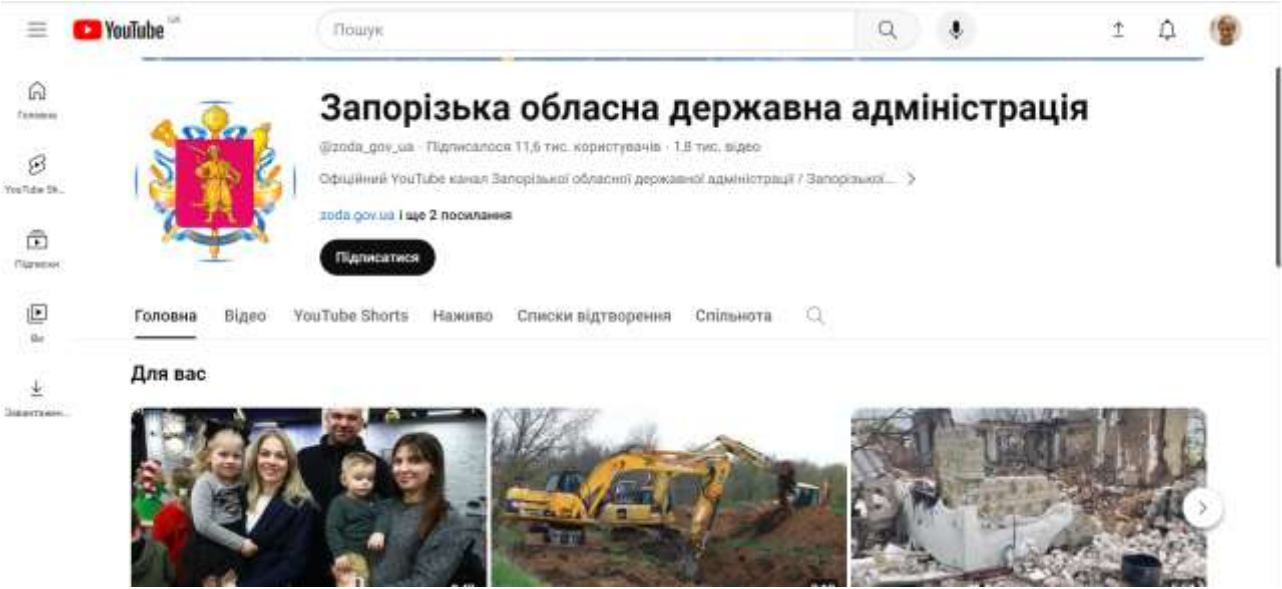 YouTube UA
Пошук
Головна
YouTube Sh...
Підписки
Ви
Завантажен...
Запорізька обласна державна адміністрація
@zoda_gov_ua · Підписалося 11,6 тис. користувачів · 1,8 тис. відео
Офіційний YouTube канал Запорізької обласної державної адміністрації / Запорізької...
zoda.gov.ua і ще 2 посилання
Підписатися
Головна Відео YouTube Shorts Наживо Списки відтворення Спільнота
Для вас